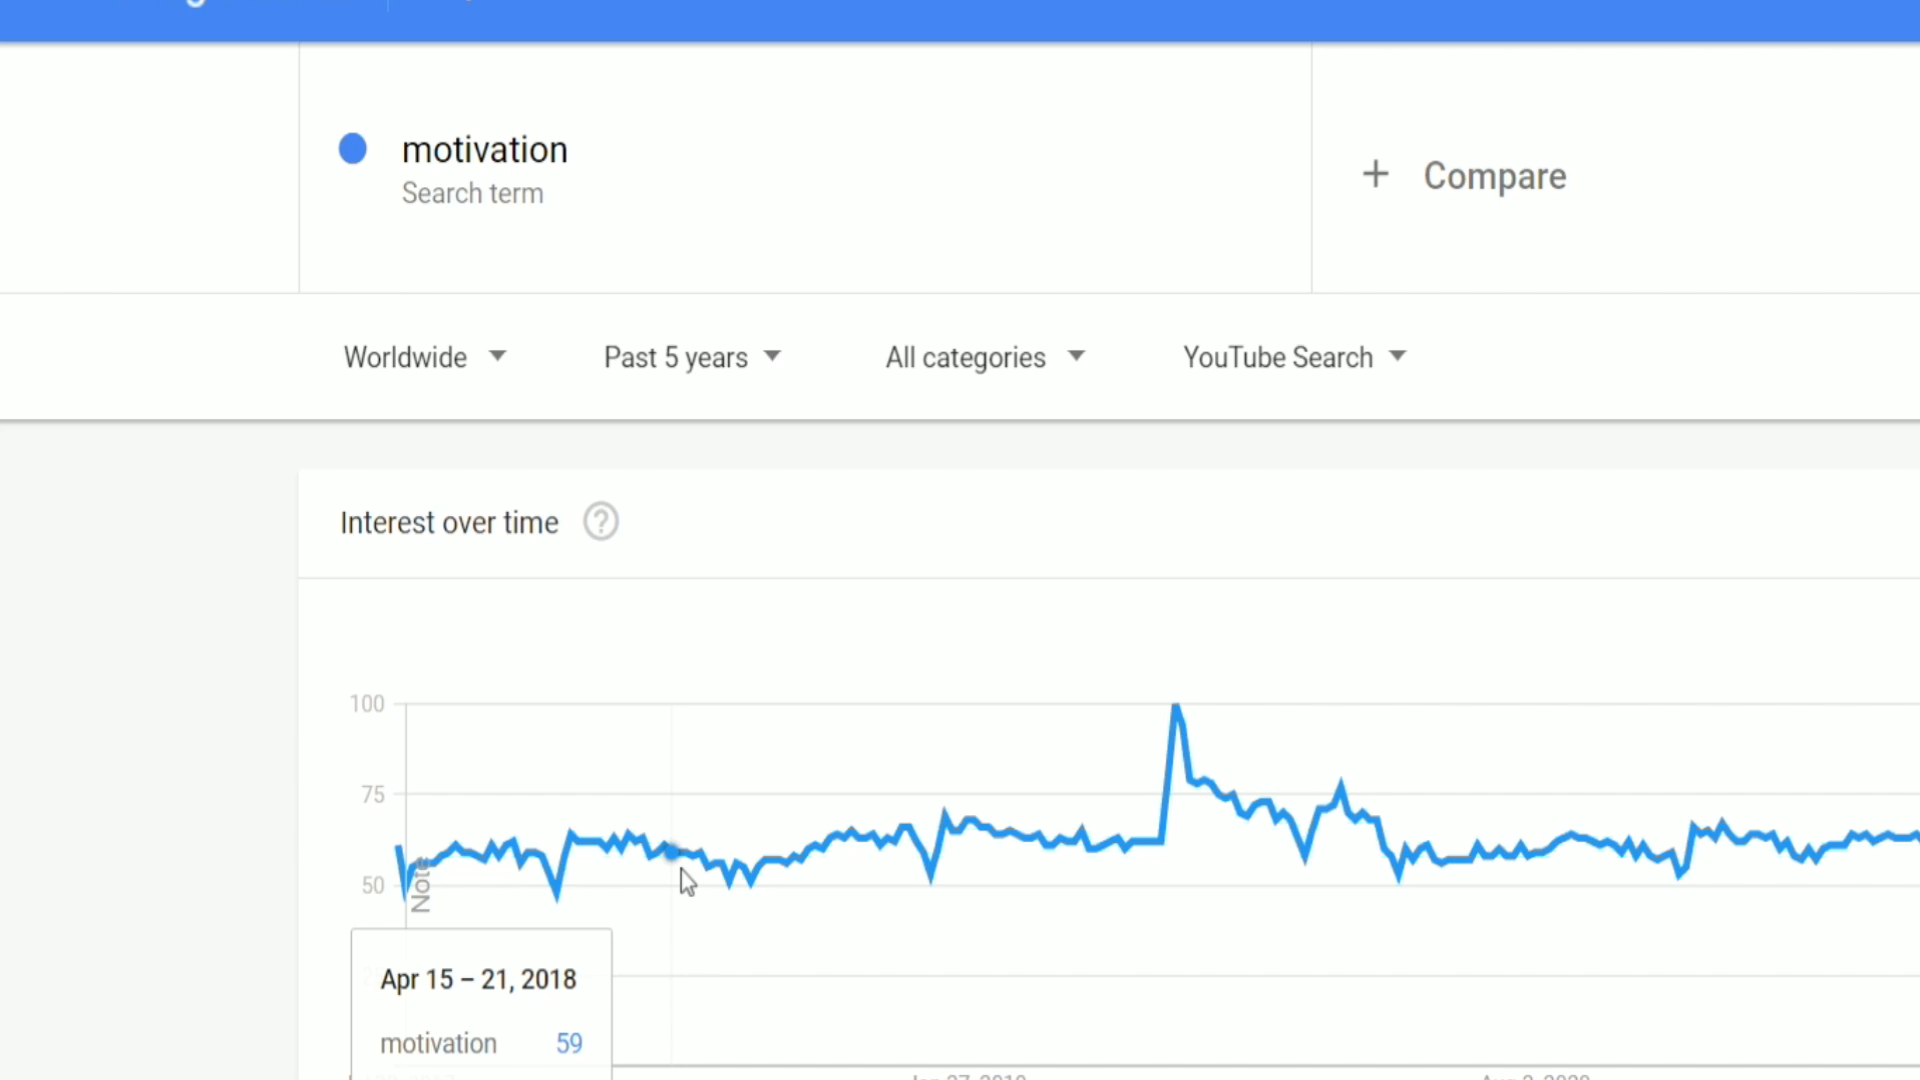 motivation
Search term
+ Compare
Worldwide
Past 5 years
All categories
YouTube Search
Interest over time
100
75
50
Note
Apr 15 – 21, 2018
motivation 59